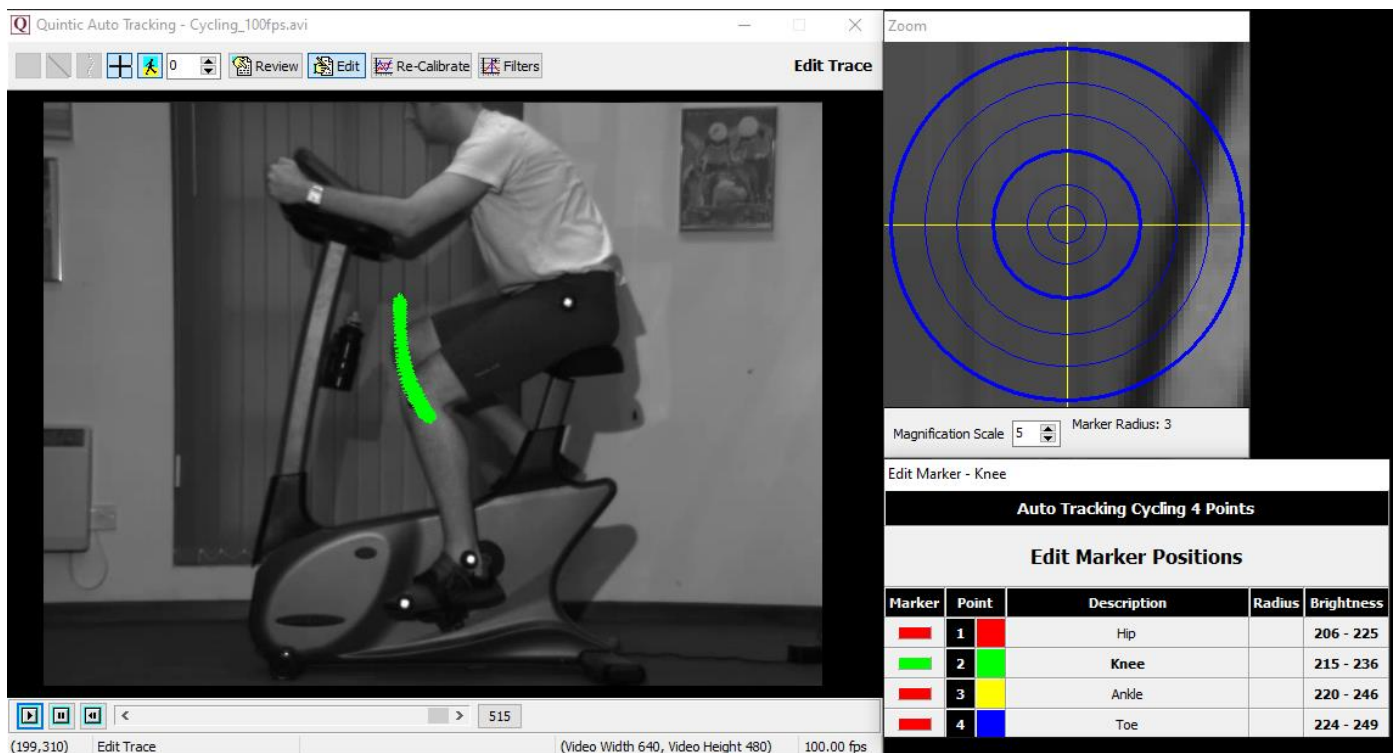 Quintic Auto Tracking - Cycling_100fps.avi
0 Review Edit Re-Calibrate Filters Edit Trace
515
(199,310) Edit Trace (Video Width 640, Video Height 480) 100.00 fps
Zoom
Magnification Scale 5 Marker Radius: 3
Edit Marker - Knee
Auto Tracking Cycling 4 Points
Edit Marker Positions
Marker Point Description Radius Brightness
1 Hip 206 - 225
2 Knee 215 - 236
3 Ankle 220 - 246
4 Toe 224 - 249